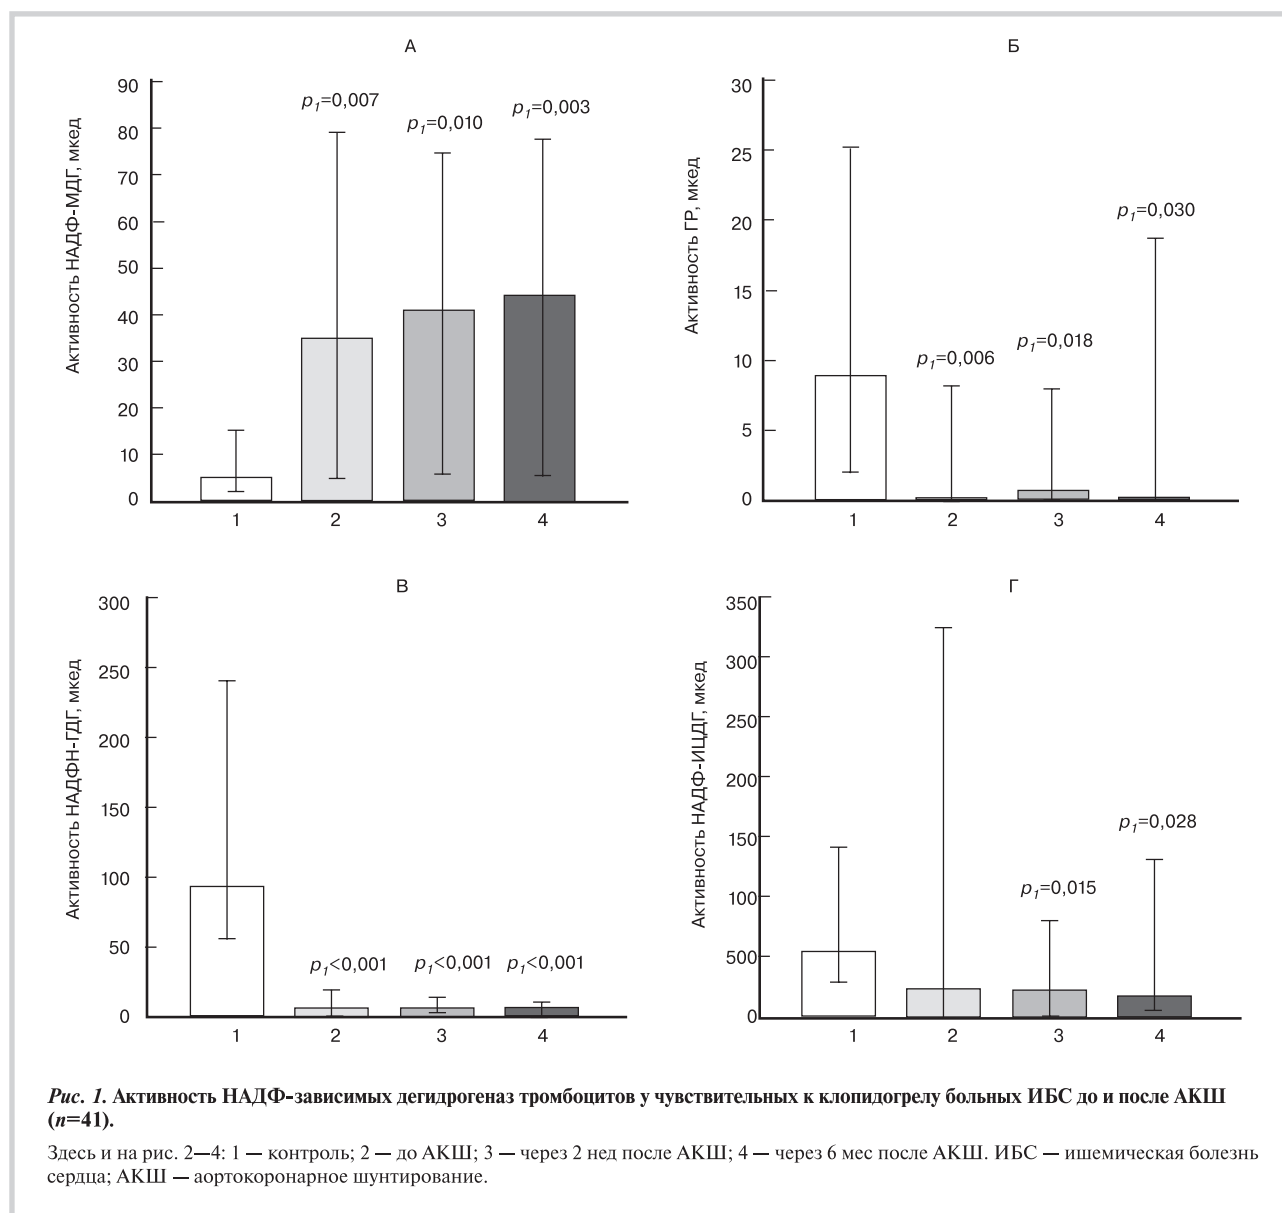 А
Активность НАДФ-МДГ, мкед
90
80
70
60
50
40
30
20
10
0
p1=0,007
p1=0,010
p1=0,003
1 2 3 4
Б
Активность ГР, мкед
30
25
20
15
10
5
0
p1=0,006
p1=0,018
p1=0,030
1 2 3 4
В
Активность НАДФН-ГДГ, мкед
300
250
200
150
100
50
0
p1<0,001 p1<0,001 p1<0,001
1 2 3 4
Г
Активность НАДФ-ИЦДГ, мкед
350
300
250
200
150
100
500
0
p1=0,015
p1=0,028
1 2 3 4
Рис. 1. Активность НАДФ-зависимых дегидрогеназ тромбоцитов у чувствительных к клопидогрелу больных ИБС до и после АКШ
(n=41).
Здесь и на рис. 2—4: 1 — контроль; 2 — до АКШ; 3 — через 2 нед после АКШ; 4 — через 6 мес после АКШ. ИБС — ишемическая болезнь
сердца; АКШ — аортокоронарное шунтирование.